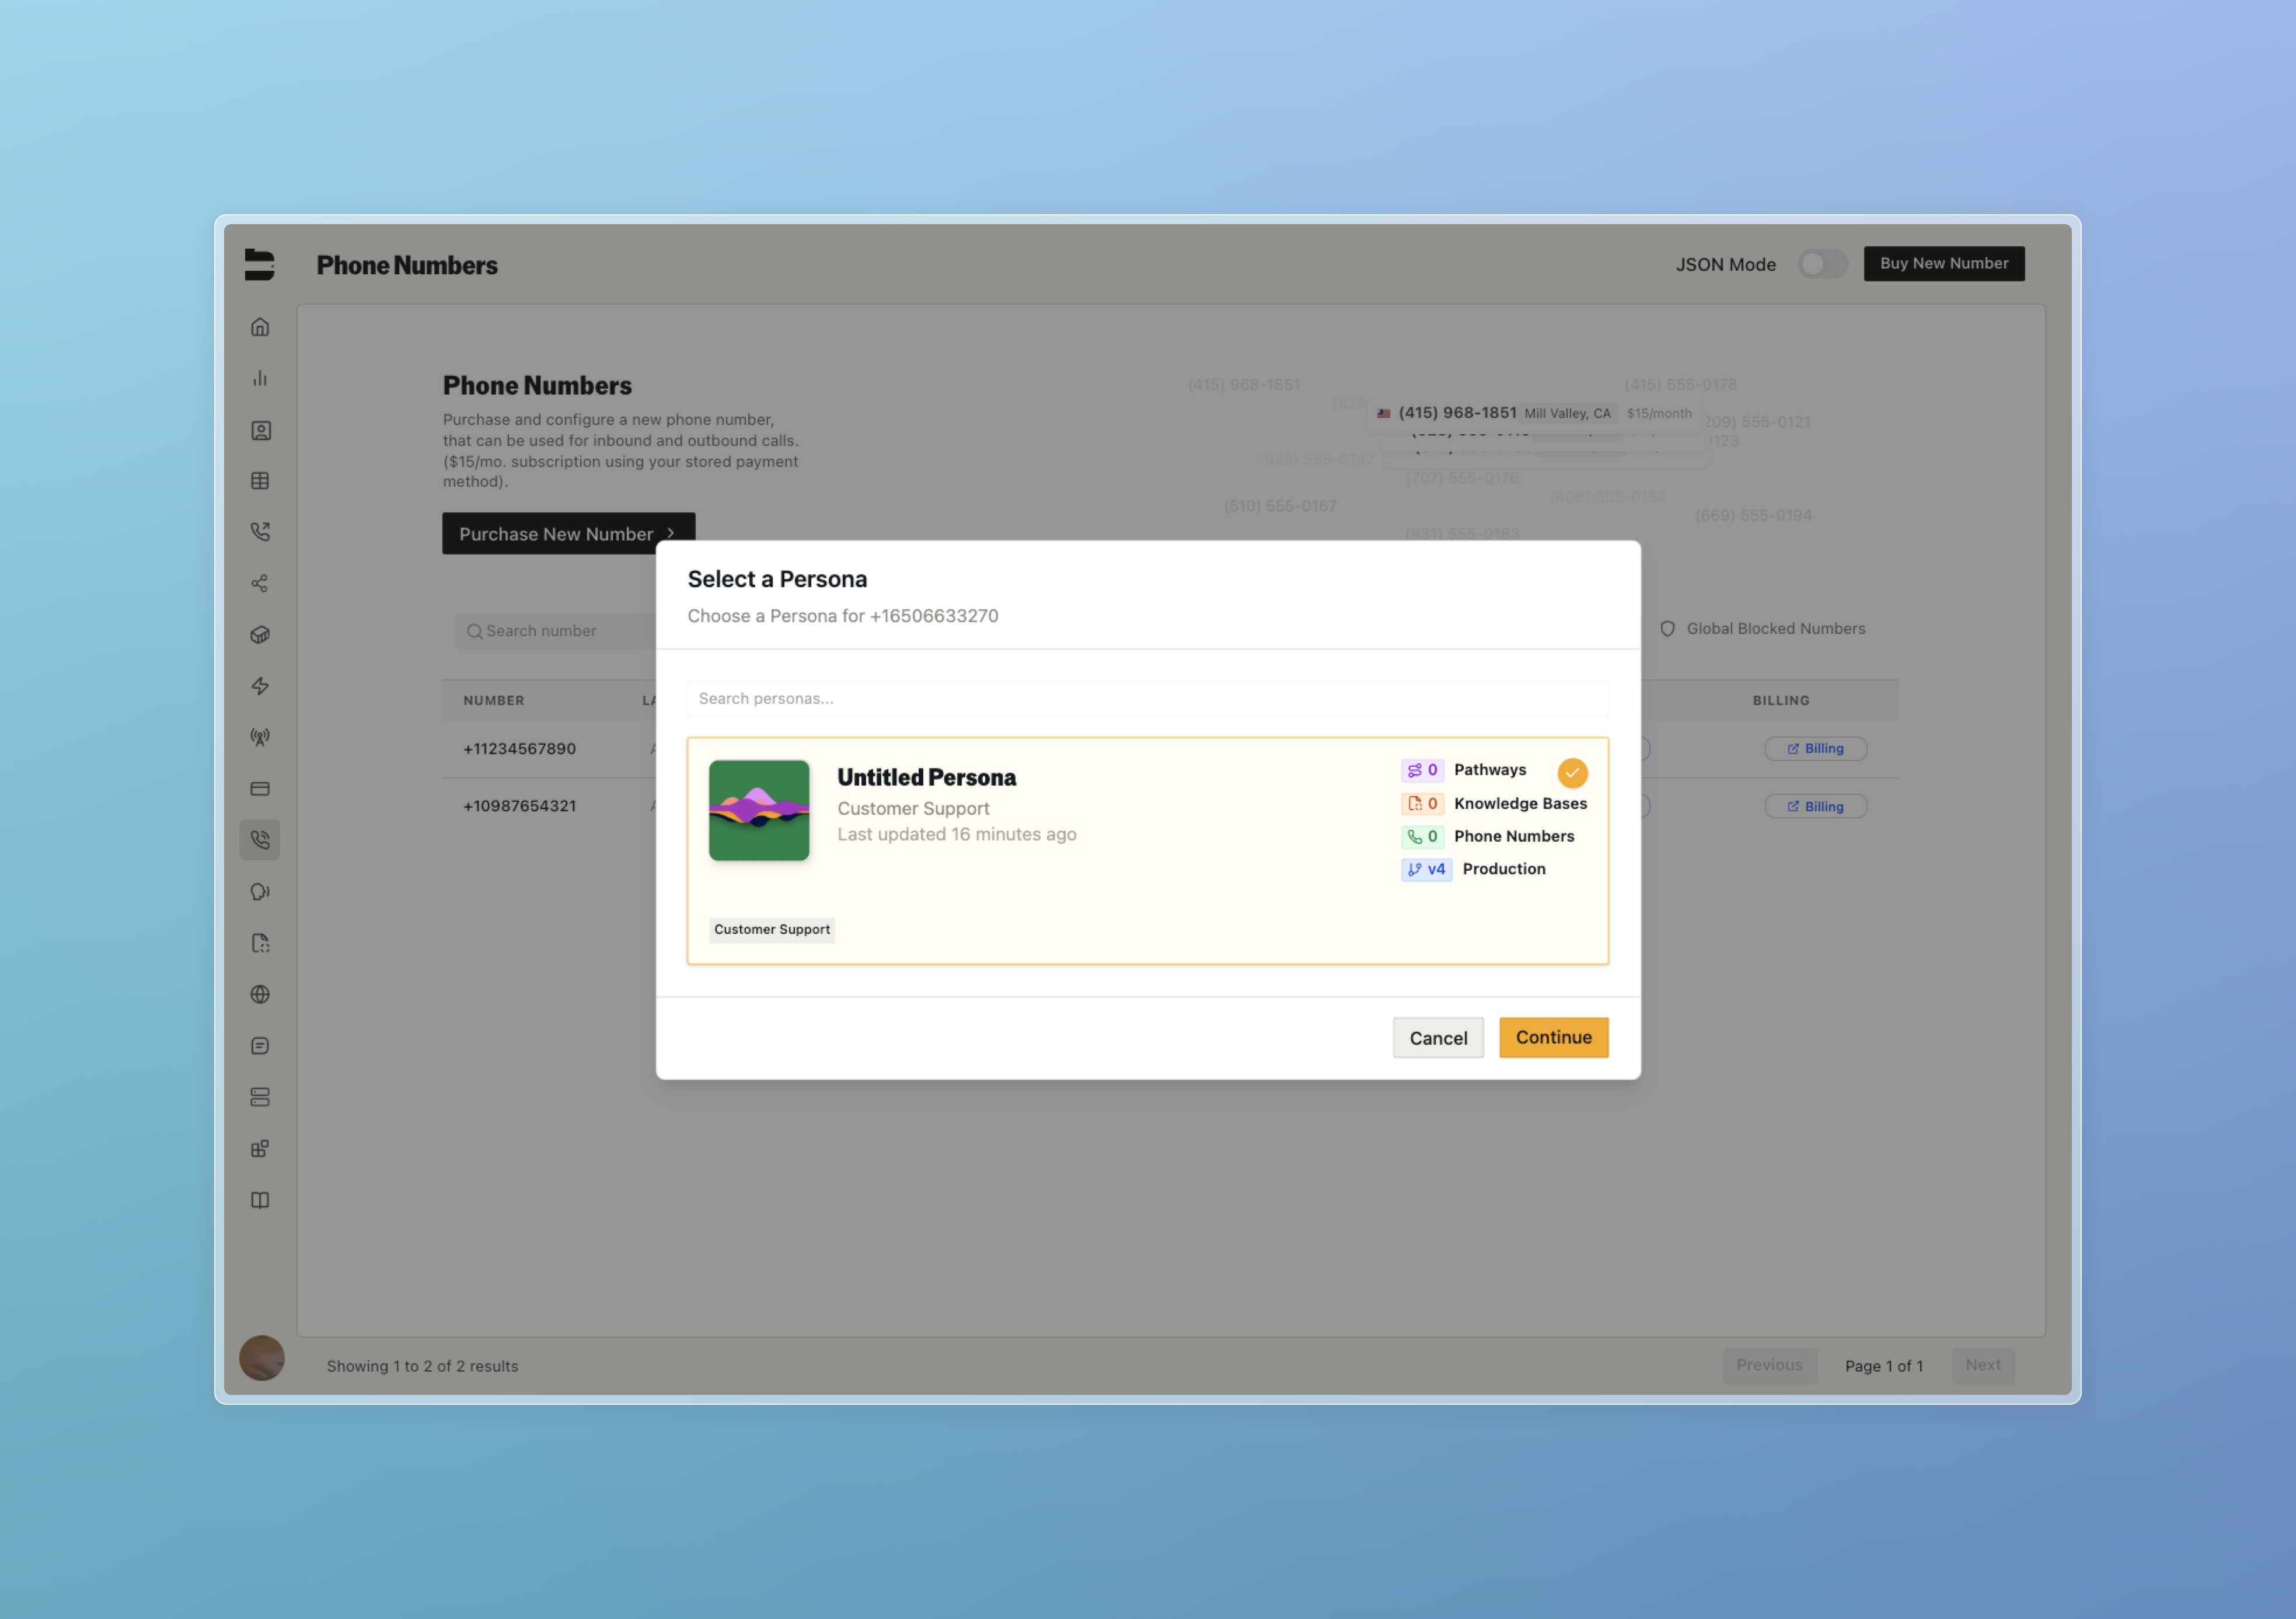 Phone Numbers
JSON Mode
Buy New Number
Phone Numbers
Purchase and configure a new phone number,
that can be used for inbound and outbound calls.
($15/mo. subscription using your stored payment
method).
Purchase New Number
(415) 968-1851
(415) 555-0178
(628
(415) 968-1851 Mill Valley, CA $15/month
209) 555-0121
0123
(707) 555-0176
(510) 555-0167
(669) 555-0194
(831) 555-0183
Select a Persona
Choose a Persona for +16506633270
Search number
Global Blocked Numbers
Search personas...
NUMBER
LA
BILLING
+11234567890
Billing
+10987654321
Billing
Untitled Persona
Customer Support
Last updated 16 minutes ago
0 Pathways
0 Knowledge Bases
0 Phone Numbers
v4 Production
Customer Support
Cancel
Continue
Showing 1 to 2 of 2 results
Previous
Page 1 of 1
Next